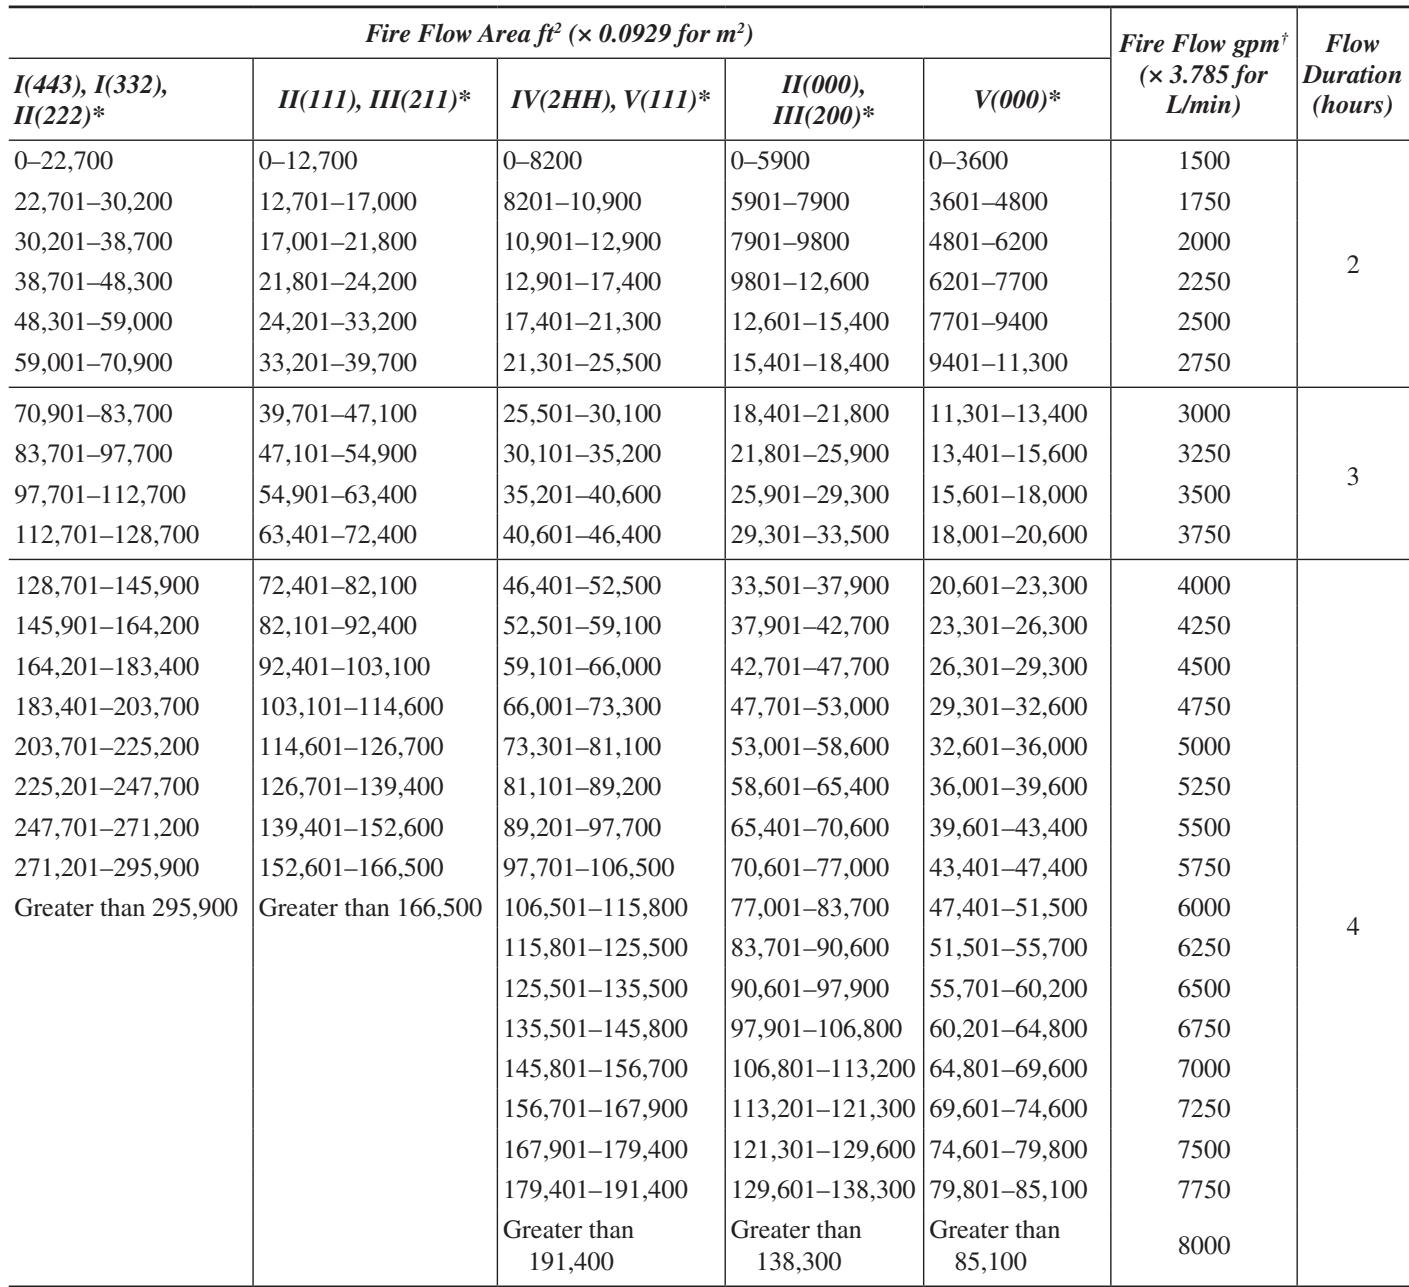 Fire Flow Area ft² (× 0.0929 for m²)
Fire Flow gpm† (× 3.785 for L/min)
Flow Duration (hours)
I(443), I(332), II(222)* II(111), III(211)* IV(2HH), V(111)* II(000), III(200)* V(000)*
0–22,700 0–12,700 0–8200 0–5900 0–3600 1500
22,701–30,200 12,701–17,000 8201–10,900 5901–7900 3601–4800 1750
30,201–38,700 17,001–21,800 10,901–12,900 7901–9800 4801–6200 2000
2
38,701–48,300 21,801–24,200 12,901–17,400 9801–12,600 6201–7700 2250
48,301–59,000 24,201–33,200 17,401–21,300 12,601–15,400 7701–9400 2500
59,001–70,900 33,201–39,700 21,301–25,500 15,401–18,400 9401–11,300 2750
70,901–83,700 39,701–47,100 25,501–30,100 18,401–21,800 11,301–13,400 3000
83,701–97,700 47,101–54,900 30,101–35,200 21,801–25,900 13,401–15,600 3250
3
97,701–112,700 54,901–63,400 35,201–40,600 25,901–29,300 15,601–18,000 3500
112,701–128,700 63,401–72,400 40,601–46,400 29,301–33,500 18,001–20,600 3750
128,701–145,900 72,401–82,100 46,401–52,500 33,501–37,900 20,601–23,300 4000
145,901–164,200 82,101–92,400 52,501–59,100 37,901–42,700 23,301–26,300 4250
164,201–183,400 92,401–103,100 59,101–66,000 42,701–47,700 26,301–29,300 4500
183,401–203,700 103,101–114,600 66,001–73,300 47,701–53,000 29,301–32,600 4750
203,701–225,200 114,601–126,700 73,301–81,100 53,001–58,600 32,601–36,000 5000
225,201–247,700 126,701–139,400 81,101–89,200 58,601–65,400 36,001–39,600 5250
247,701–271,200 139,401–152,600 89,201–97,700 65,401–70,600 39,601–43,400 5500
271,201–295,900 152,601–166,500 97,701–106,500 70,601–77,000 43,401–47,400 5750
Greater than 295,900 Greater than 166,500 106,501–115,800 77,001–83,700 47,401–51,500 6000
4
115,801–125,500 83,701–90,600 51,501–55,700 6250
125,501–135,500 90,601–97,900 55,701–60,200 6500
135,501–145,800 97,901–106,800 60,201–64,800 6750
145,801–156,700 106,801–113,200 64,801–69,600 7000
156,701–167,900 113,201–121,300 69,601–74,600 7250
167,901–179,400 121,301–129,600 74,601–79,800 7500
179,401–191,400 129,601–138,300 79,801–85,100 7750
Greater than 191,400 Greater than 138,300 Greater than 85,100 8000